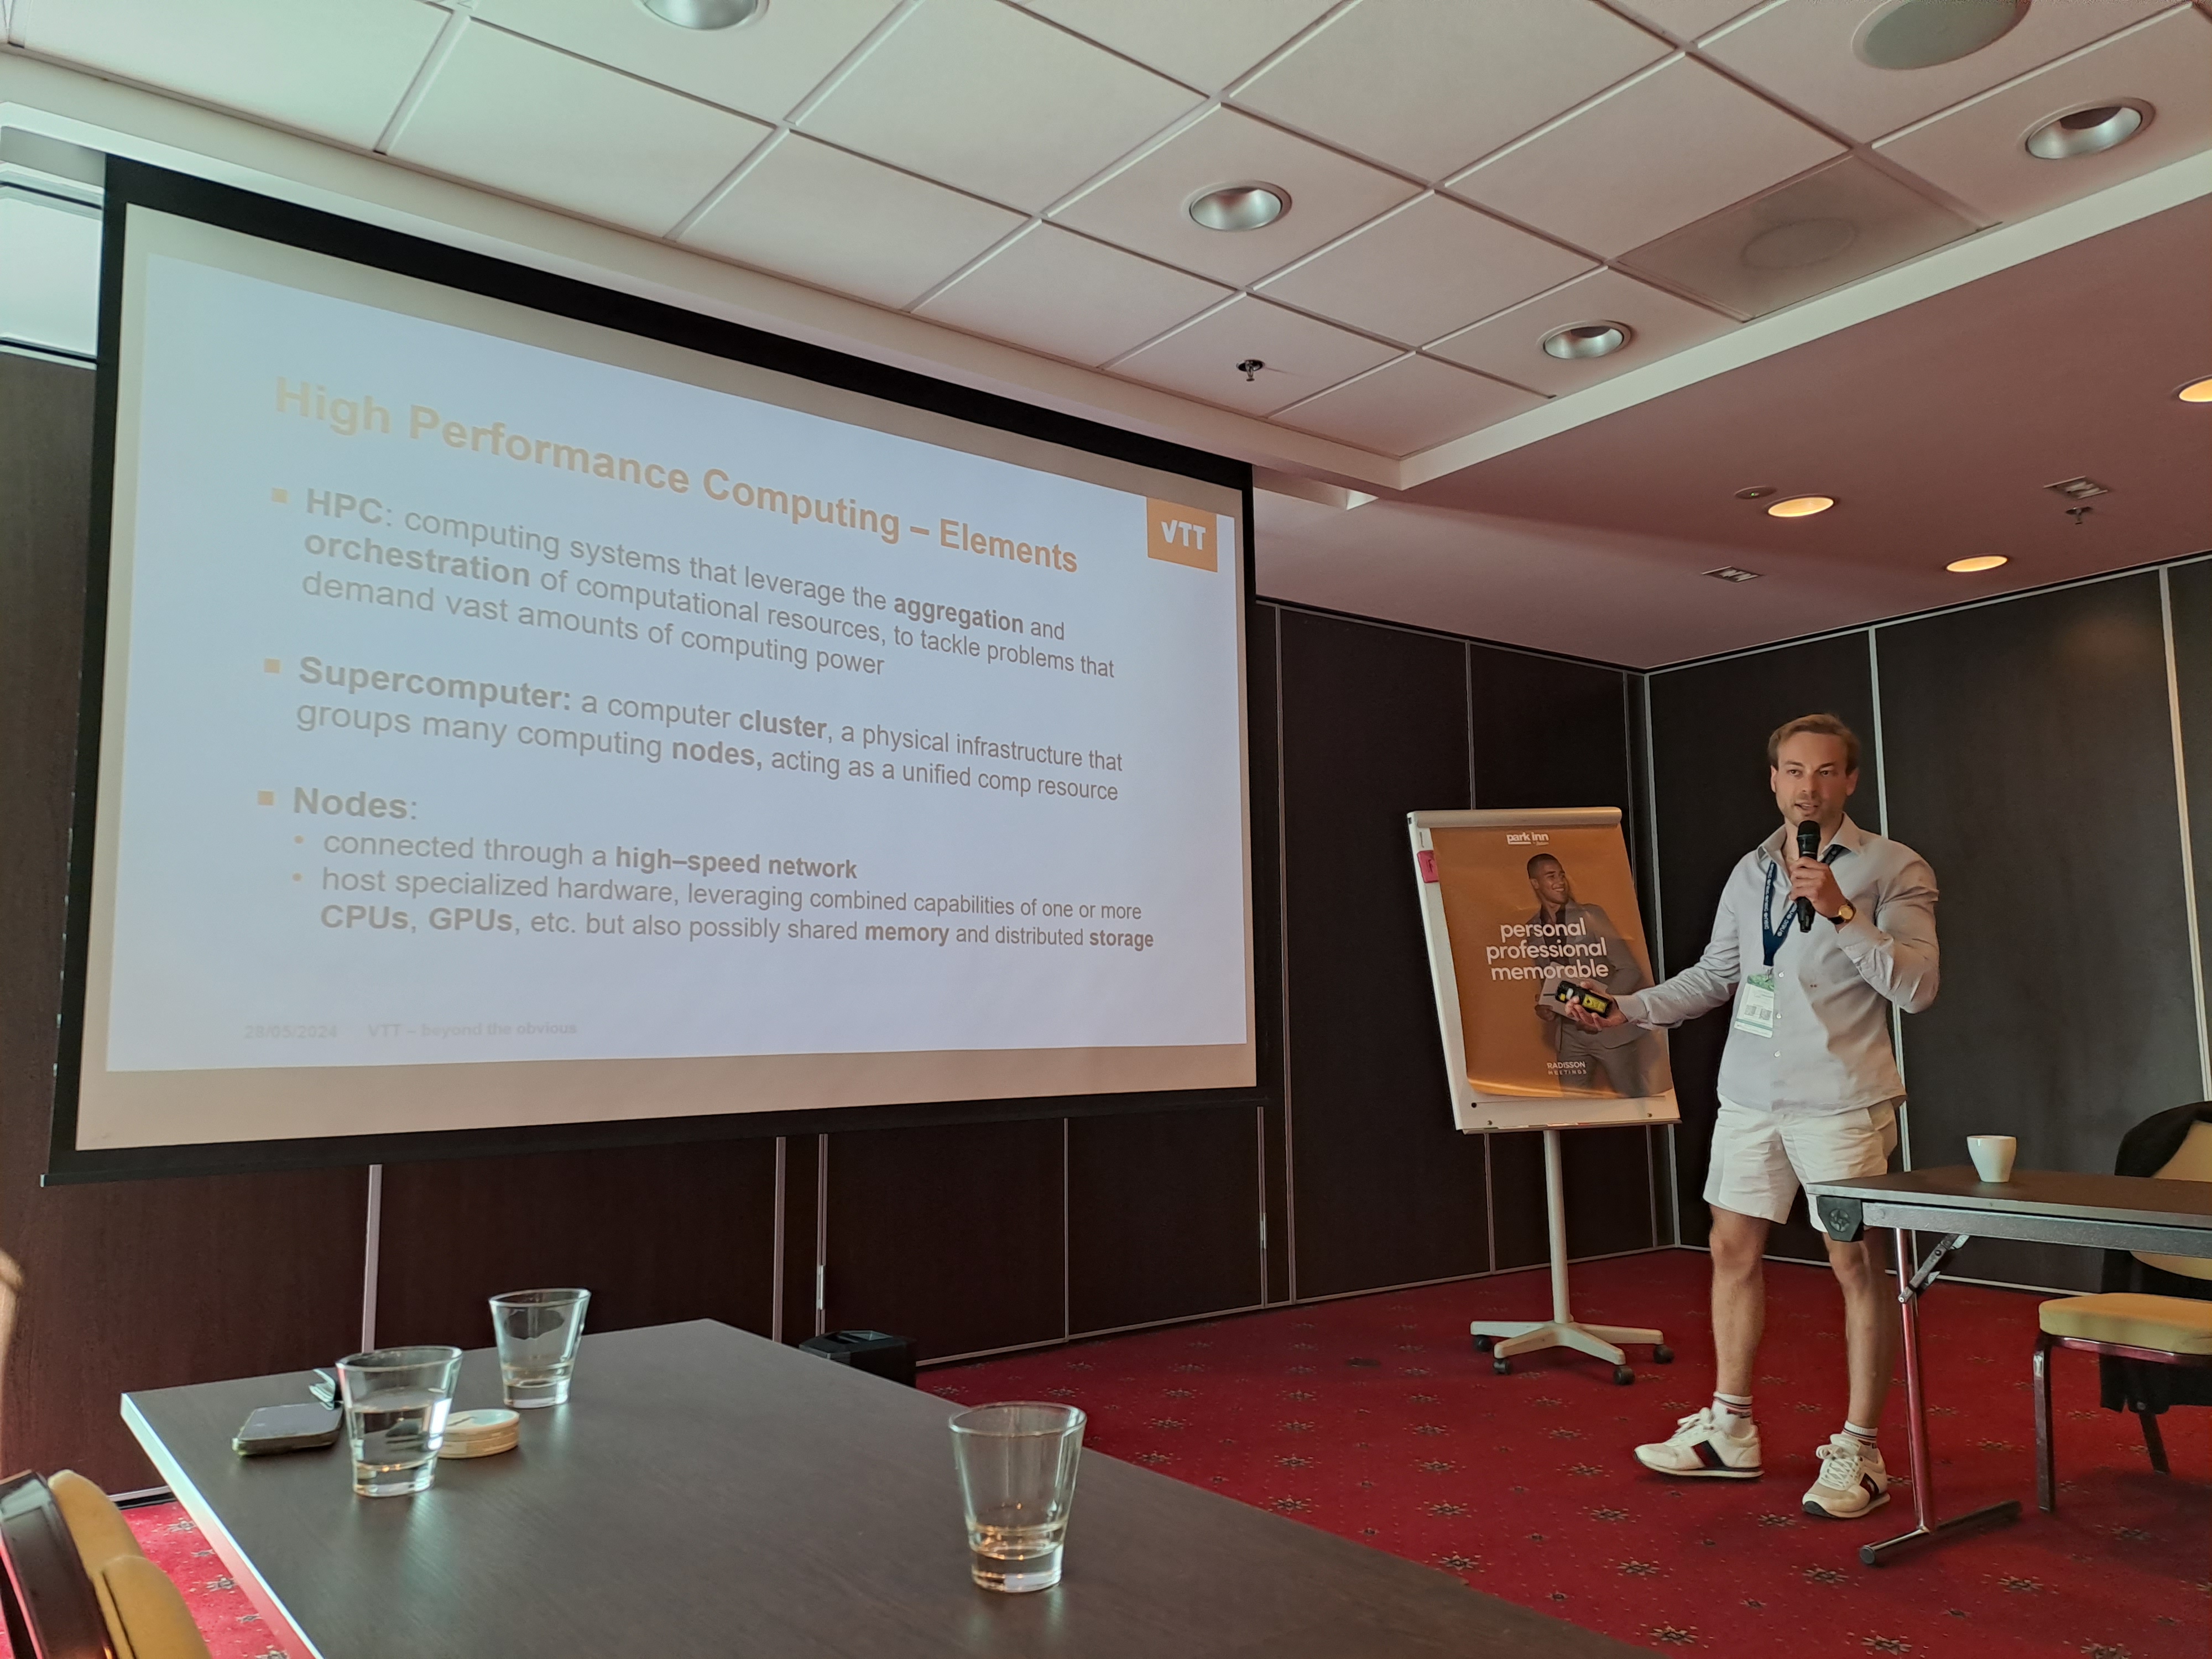 High Performance Computing – Elements
VTT
HPC: computing systems that leverage the aggregation and
orchestration of computational resources, to tackle problems that
demand vast amounts of computing power
Supercomputer: a computer cluster, a physical infrastructure that
groups many computing nodes, acting as a unified comp resource
Nodes:
connected through a high–speed network
host specialized hardware, leveraging combined capabilities of one or more
CPUs, GPUs, etc. but also possibly shared memory and distributed storage
28/05/2024 VTT – beyond the obvious
park inn
personal
professional
memorable
RADISSON
MEETINGS